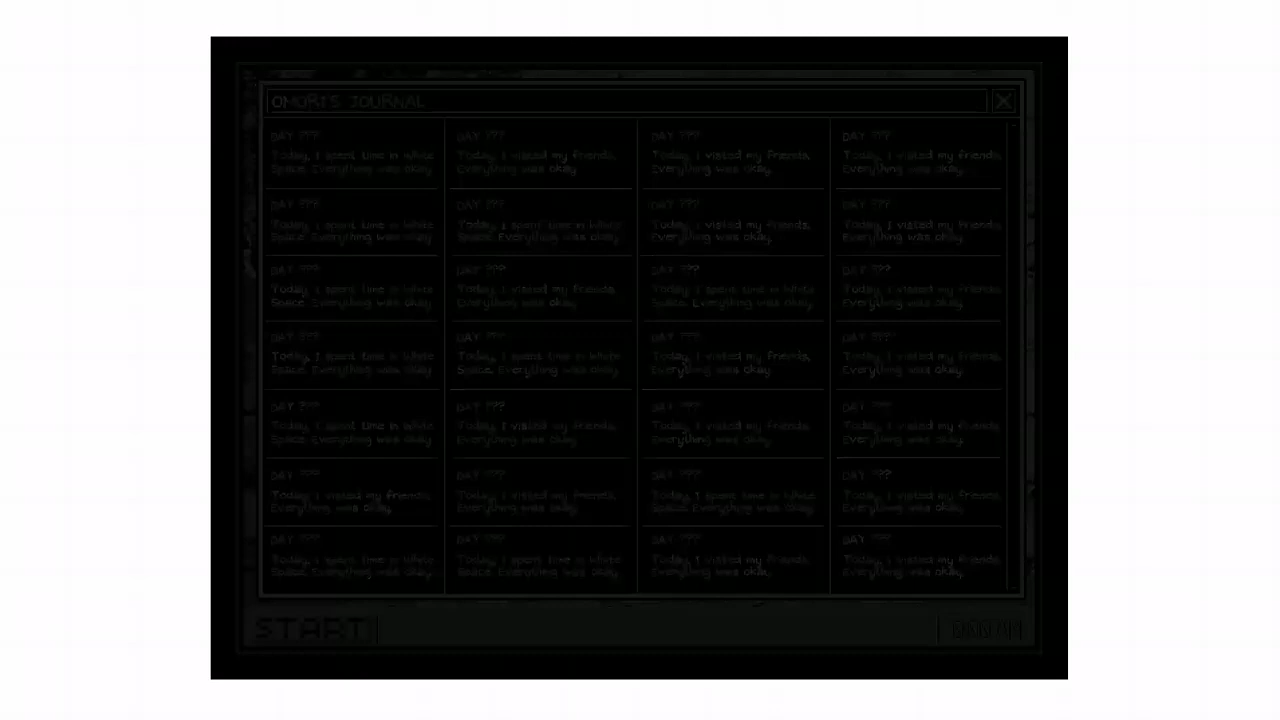 OMORI'S JOURNAL
DAY ???
Today, I spent time in White
Space. Everything was okay.
DAY ???
Today, I visited my friends.
Everything was okay.
DAY ???
Today, I visited my friends.
Everything was okay.
DAY ???
Today, I visited my friends.
Everything was okay.
DAY ???
Today, I spent time in White
Space. Everything was okay.
DAY ???
Today, I spent time in White
Space. Everything was okay.
DAY ???
Today, I visited my friends.
Everything was okay.
DAY ???
Today, I visited my friends.
Everything was okay.
DAY ???
Today, I spent time in White
Space. Everything was okay.
DAY ???
Today, I visited my friends.
Everything was okay.
DAY ???
Today, I spent time in White
Space. Everything was okay.
DAY ???
Today, I visited my friends.
Everything was okay.
DAY ???
Today, I spent time in White
Space. Everything was okay.
DAY ???
Today, I spent time in White
Space. Everything was okay.
DAY ???
Today, I visited my friends.
Everything was okay.
DAY ???
Today, I visited my friends.
Everything was okay.
DAY ???
Today, I spent time in White
Space. Everything was okay.
DAY ???
Today, I visited my friends.
Everything was okay.
DAY ???
Today, I visited my friends.
Everything was okay.
DAY ???
Today, I visited my friends.
Everything was okay.
DAY ???
Today, I visited my friends.
Everything was okay.
DAY ???
Today, I visited my friends.
Everything was okay.
DAY ???
Today, I spent time in White
Space. Everything was okay.
DAY ???
Today, I visited my friends.
Everything was okay.
DAY ???
Today, I spent time in White
Space. Everything was okay.
DAY ???
Today, I spent time in White
Space. Everything was okay.
DAY ???
Today, I visited my friends.
Everything was okay.
DAY ???
Today, I visited my friends.
Everything was okay.
START